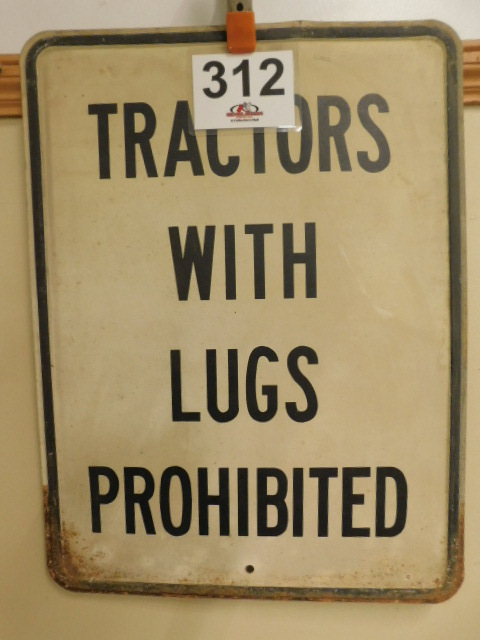 312
TRACTORS
WITH
LUGS
PROHIBITED